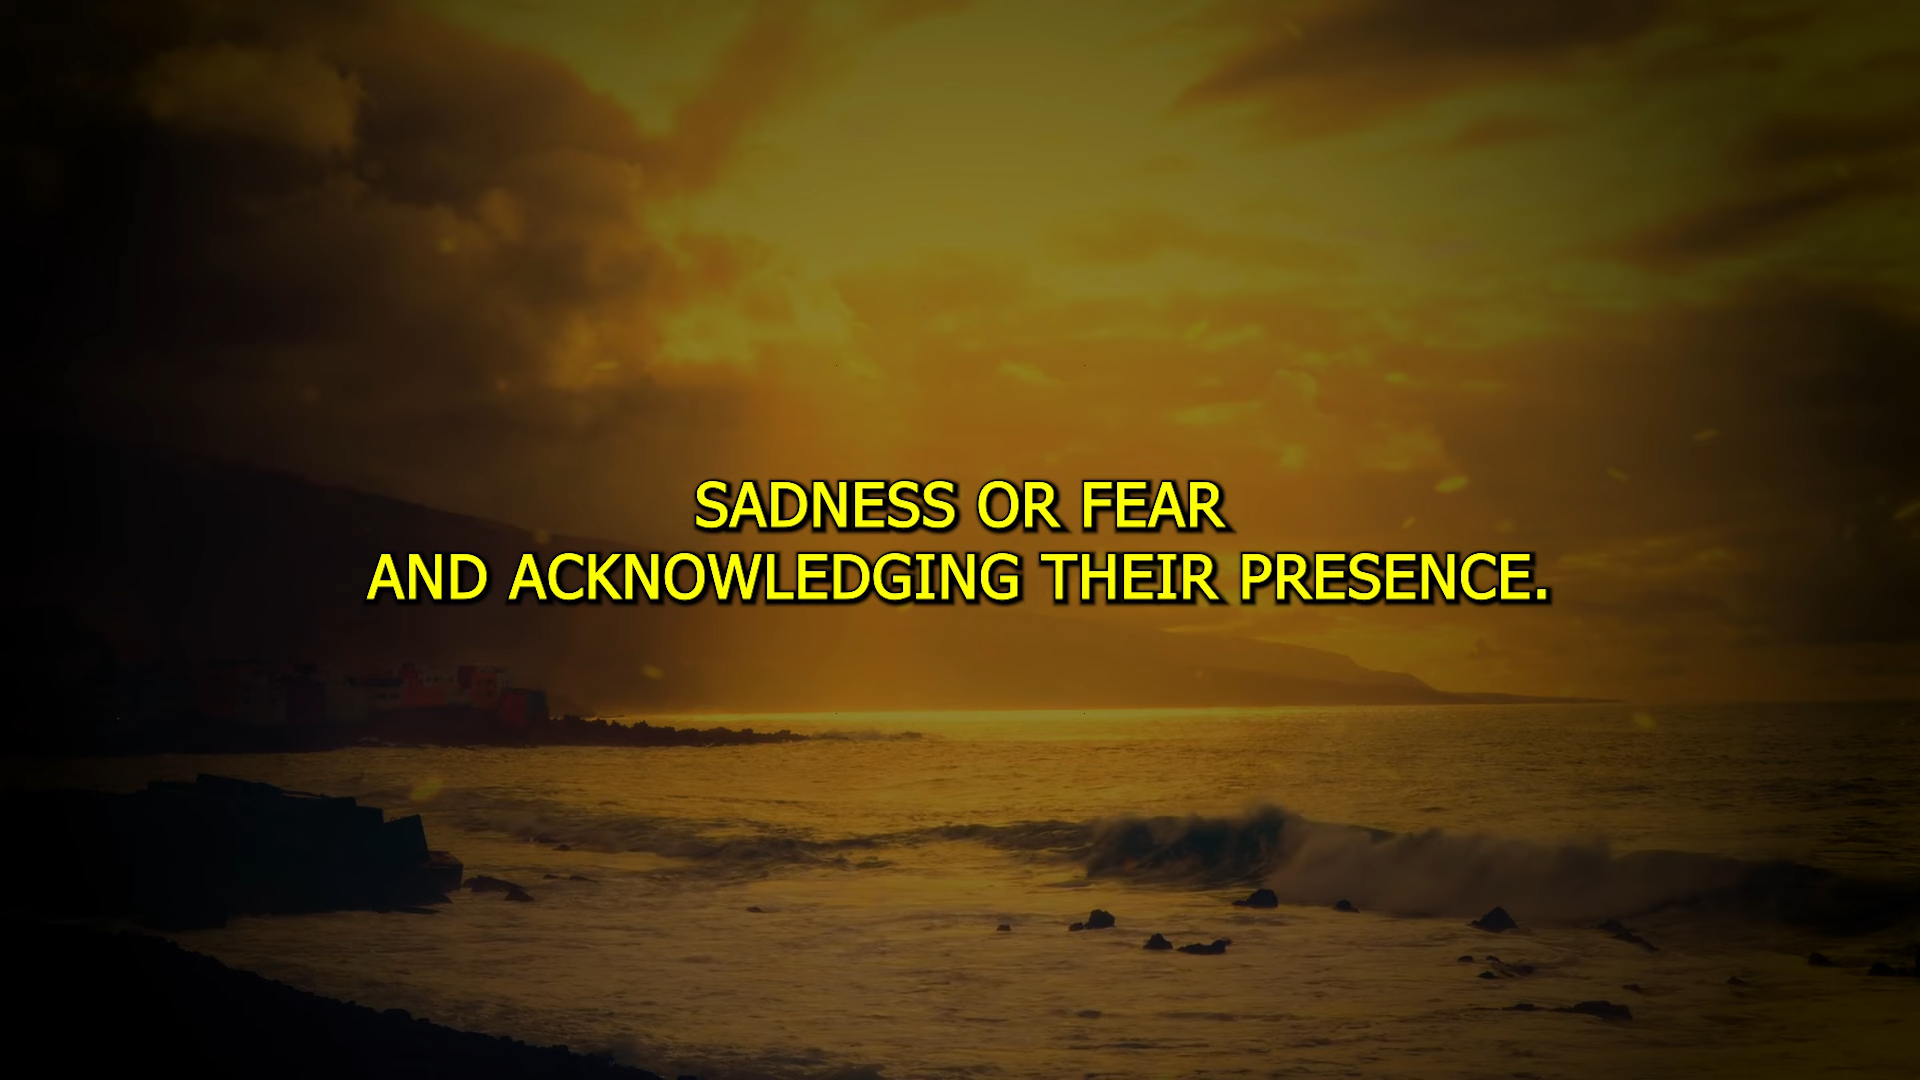 SADNESS OR FEAR
AND ACKNOWLEDGING THEIR PRESENCE.